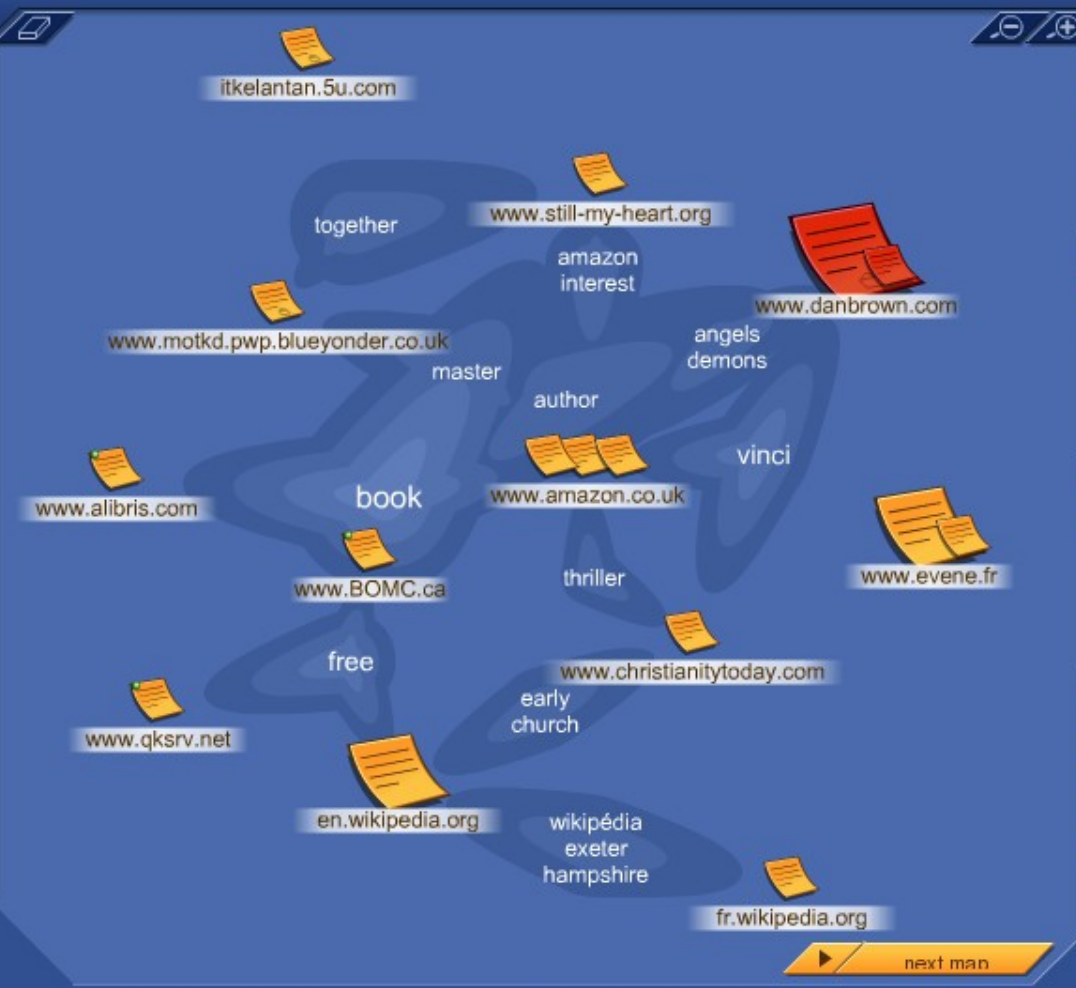 itkelantan.5u.com
www.still-my-heart.org
together
amazon
interest
www.danbrown.com
www.motkd.pwp.blueyonder.co.uk
angels
demons
master
author
vinci
www.alibris.com
book
www.amazon.co.uk
www.BOMC.ca
thriller
www.evene.fr
free
www.christianitytoday.com
early
church
www.qksrv.net
en.wikipedia.org
wikipédia
exeter
hampshire
fr.wikipedia.org
next map